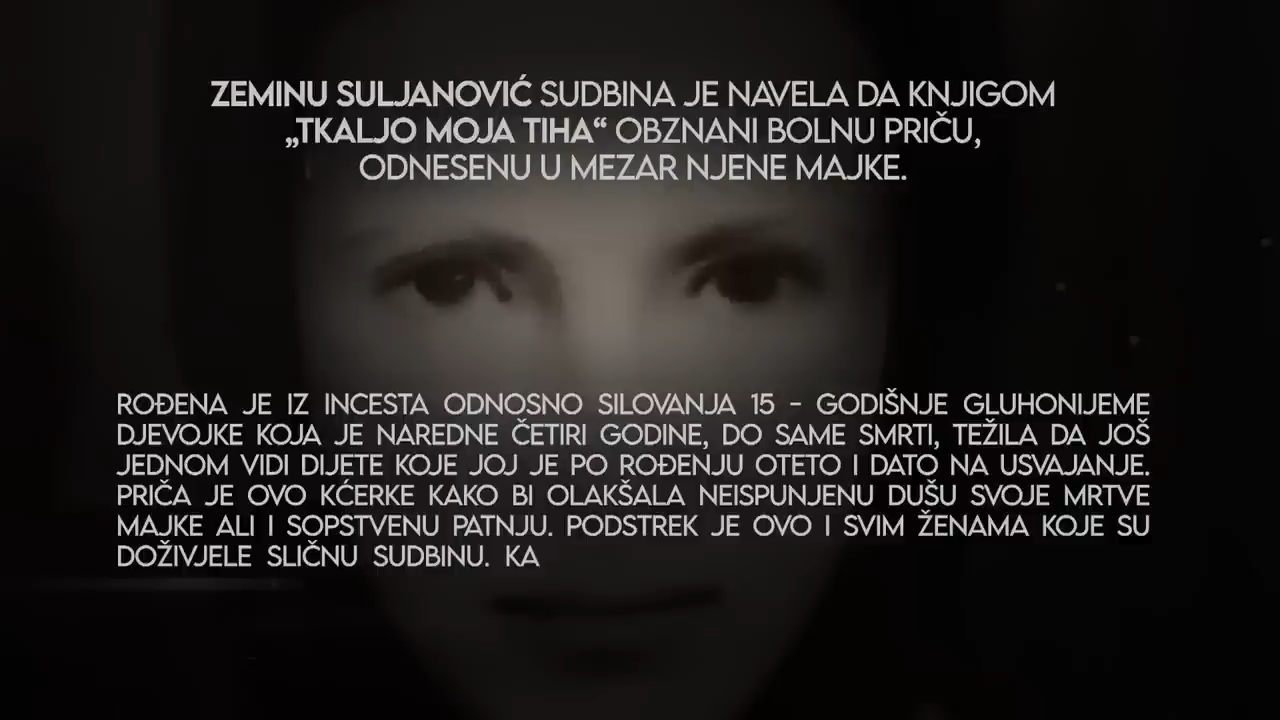 ZEMINU SULJANOVIĆ SUDBINA JE NAVELA DA KNJIGOM
„TKALJO MOJA TIHA“ OBZNANI BOLNU PRIČU,
ODNESENU U MEZAR NJENE MAJKE.
ROĐENA JE IZ INCESTA ODNOSNO SILOVANJA 15 - GODIŠNJE GLUHONIJEME
DJEVOJKE KOJA JE NAREDNE ČETIRI GODINE, DO SAME SMRTI, TEŽILA DA JOŠ
JEDNOM VIDI DIJETE KOJE JOJ JE PO ROĐENJU OTETO I DATO NA USVAJANJE.
PRIČA JE OVO KĆERKE KAKO BI OLAKŠALA NEISPUNJENU DUŠU SVOJE MRTVE
MAJKE ALI I SOPSTVENU PATNJU. PODSTREK JE OVO I SVIM ŽENAMA KOJE SU
DOŽIVJELE SLIČNU SUDBINU. KA